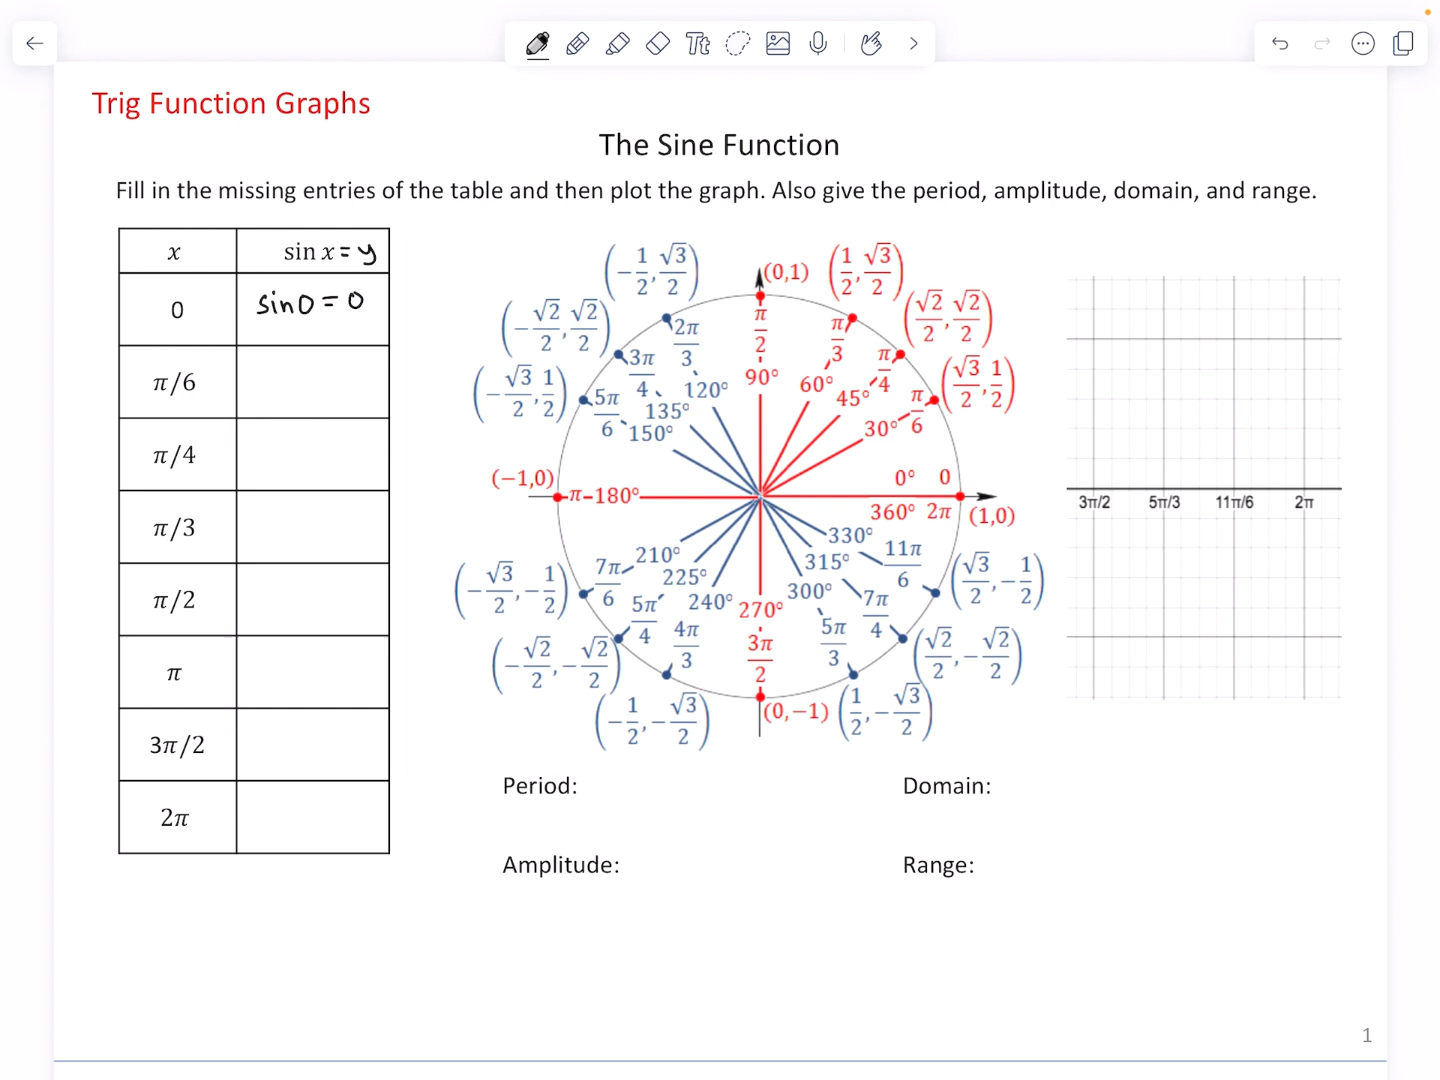 Tt
Trig Function Graphs
The Sine Function
Fill in the missing entries of the table and then plot the graph. Also give the period, amplitude, domain, and range.
x sin x = y
0 sin 0 = 0
π/6
π/4
π/3
π/2
π
3π/2
2π
(−1/2, √3/2)
(0,1)
(1/2, √3/2)
(−√2/2, √2/2)
(√2/2, √2/2)
(−√3/2, 1/2)
(√3/2, 1/2)
2π/3
π/2
π/3
3π/4
π/4
5π/6
π/6
120° 90° 60° 45°
135°
150° 30°
(−1,0) π 180° 0° 0
360° 2π (1,0)
210° 330°
225° 315°
240° 270° 300°
7π/6
11π/6
5π/4
7π/4
4π/3
3π/2
5π/3
(−√3/2, −1/2)
(√3/2, −1/2)
(−√2/2, −√2/2)
(√2/2, −√2/2)
(−1/2, −√3/2)
(0,−1)
(1/2, −√3/2)
3π/2 5π/3 11π/6 2π
Period: Domain:
Amplitude: Range:
1